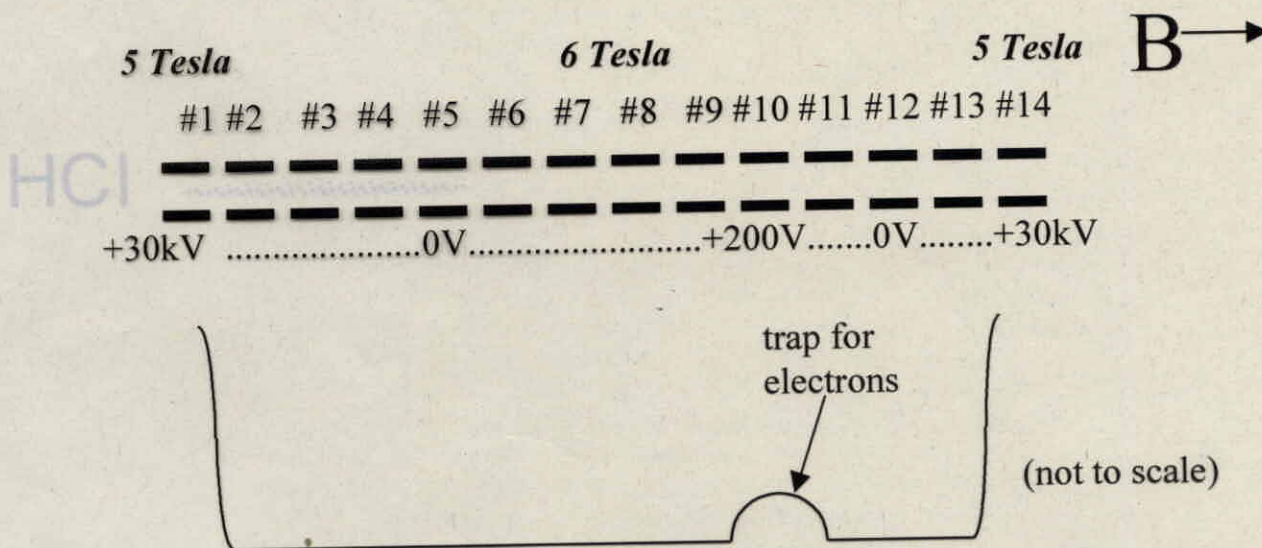 5 Tesla 6 Tesla 5 Tesla B
#1 #2 #3 #4 #5 #6 #7 #8 #9 #10 #11 #12 #13 #14
HCI
+30kV .....................0V.........................+200V.......0V........+30kV
trap for
electrons
(not to scale)